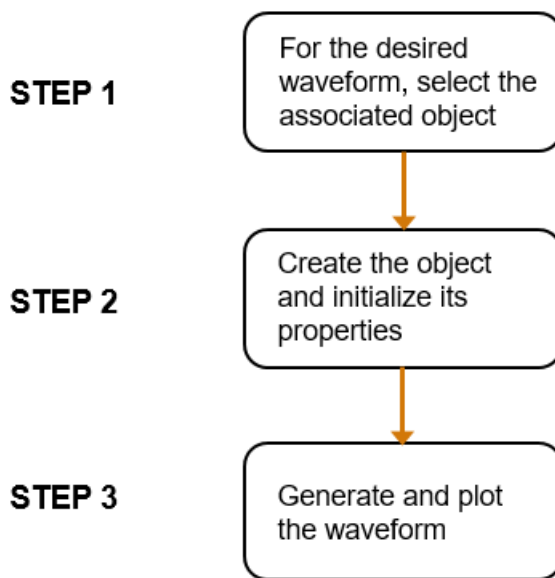 STEP 1
For the desired
waveform, select the
associated object
STEP 2
Create the object
and initialize its
properties
STEP 3
Generate and plot
the waveform